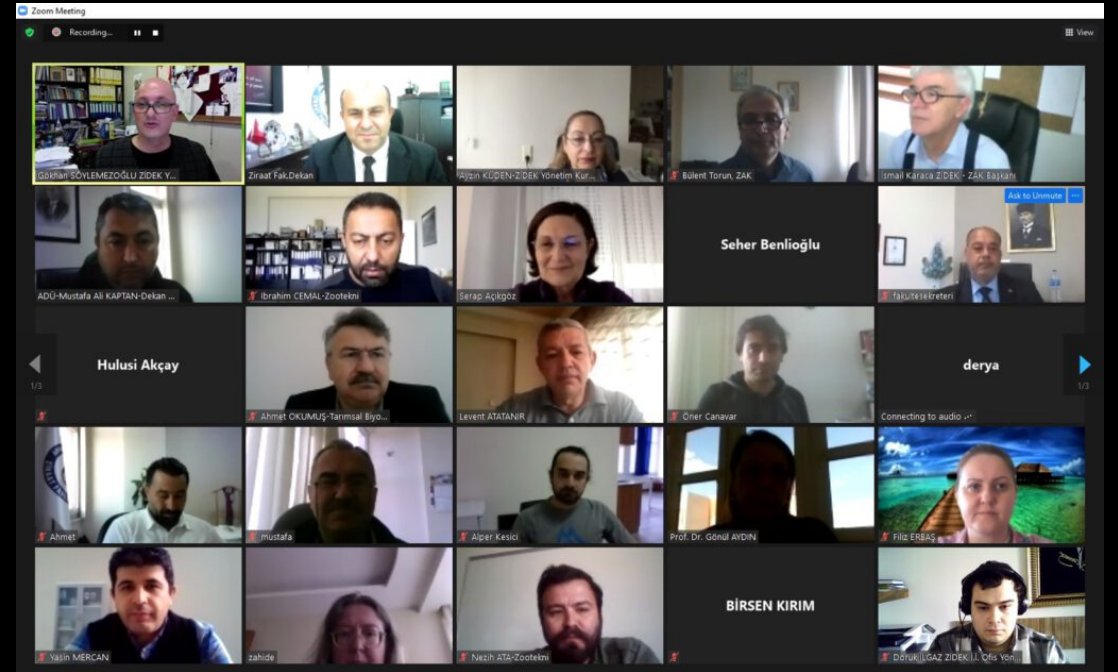 Zoom Meeting
Recording...
View
Gökhan SÖYLEMEZOĞLU ZİDEK Y...
Ziraat Fak.Dekan
Ayzin KÜDEN-ZİDEK Yönetim Kur...
Bülent Torun, ZAK
İsmail Karaca ZİDEK - ZAK Başkanı
Ask to Unmute ...
ADÜ-Mustafa Ali KAPTAN-Dekan ...
İbrahim CEMAL-Zootekni
Serap Açıkgöz
Seher Benlioğlu
fakultesekreteri
1/3
Hulusi Akçay
Ahmet OKUMUŞ-Tarımsal Biyo...
Levent ATATANIR
Öner Canavar
derya
Connecting to audio
1/3
Ahmet
mustafa
Alper Kesici
Prof. Dr. Gönül AYDIN
Filiz ERBAŞ
Yasin MERCAN
zahide
Nezih ATA-Zootekni
BİRSEN KIRIM
Doruk ILGAZ ZİDEK İ.İ. Ofis Yön...